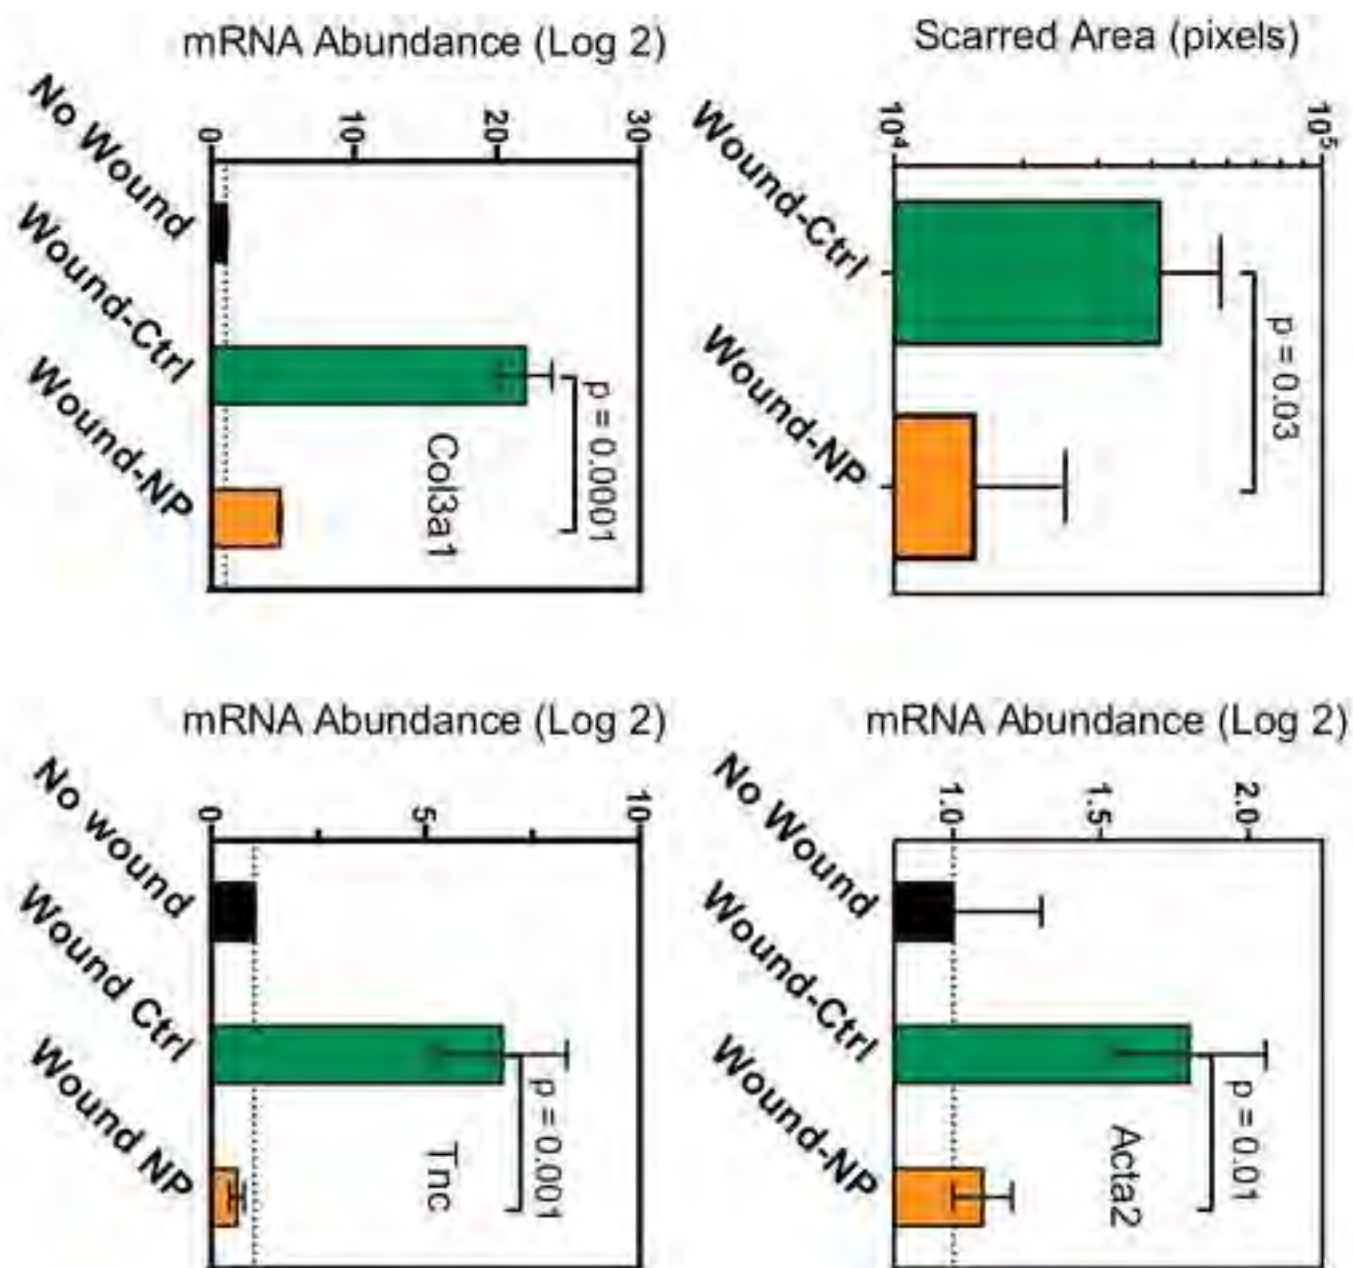 mRNA Abundance (Log 2)
0
10
20
30
No Wound
Wound-Ctrl
Wound-NP
p = 0.0001
Col3a1
Scarred Area (pixels)
10⁴
10⁵
Wound-Ctrl
Wound-NP
p = 0.03
mRNA Abundance (Log 2)
0
5
10
No wound
Wound Ctrl
Wound NP
p = 0.001
Tnc
mRNA Abundance (Log 2)
1.0
1.5
2.0
No Wound
Wound-Ctrl
Wound-NP
p = 0.01
Acta2